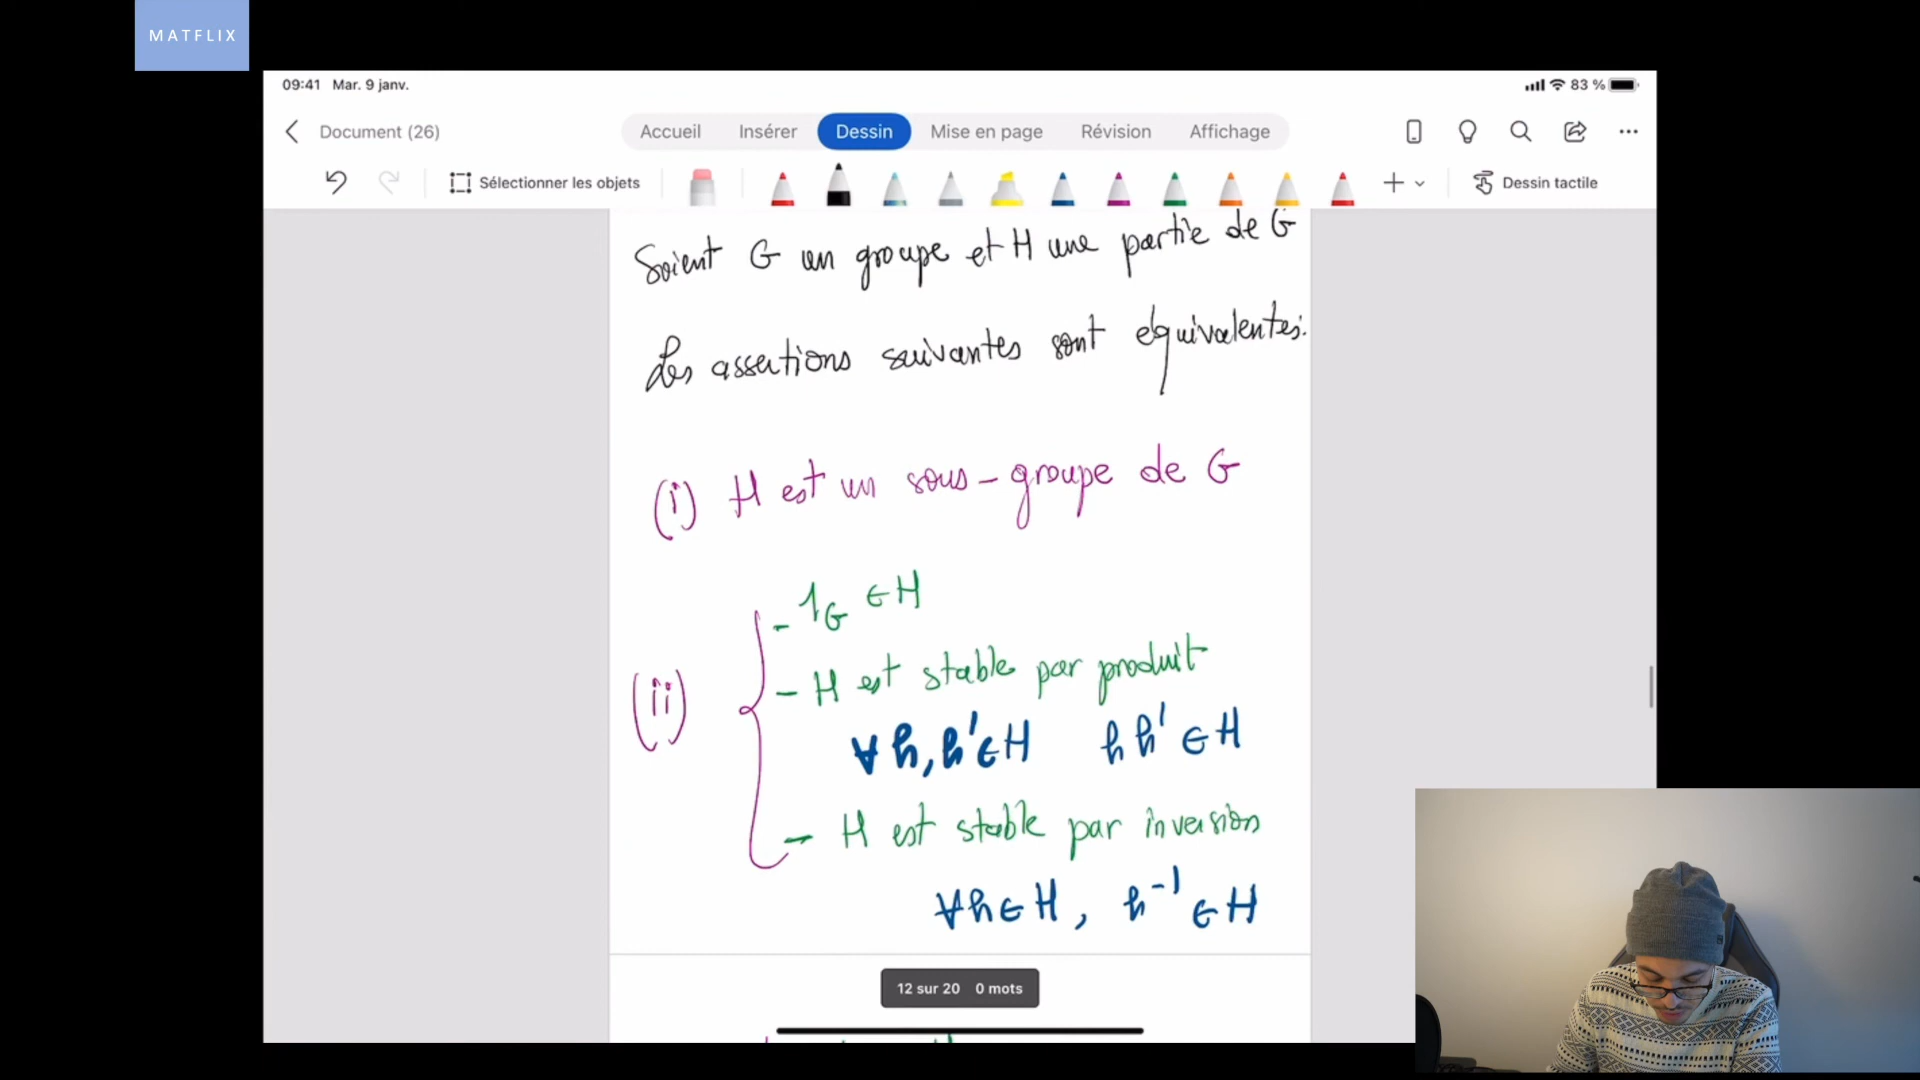 MATFLIX
09:41 Mar. 9 janv.
83 %
Document (26)
Accueil Insérer Dessin Mise en page Révision Affichage
Sélectionner les objets
Dessin tactile
Soient G un groupe et H une partie de G
Les assertions suivantes sont équivalentes:
(i) H est un sous-groupe de G
(ii)
- 1_G ∈ H
- H est stable par produit
∀ h, h' ∈ H h h' ∈ H
- H est stable par inversion
∀ h ∈ H, h⁻¹ ∈ H
12 sur 20 0 mots